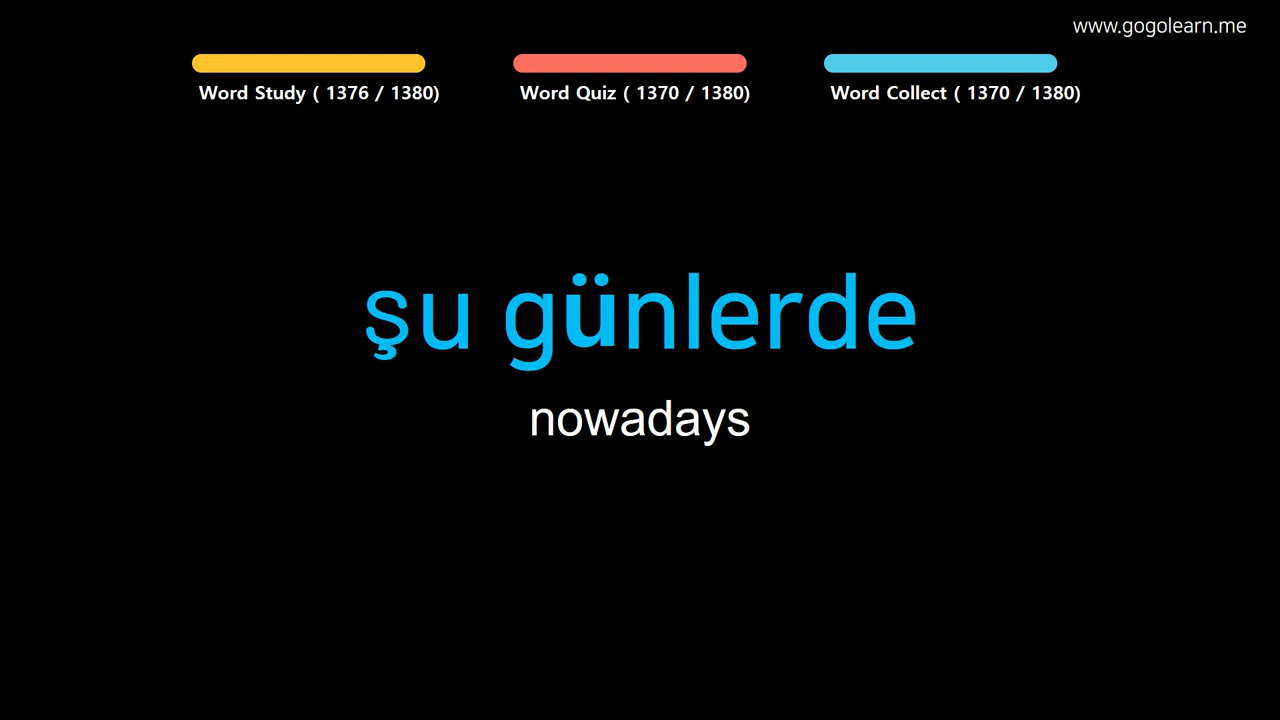 www.gogolearn.me
Word Study ( 1376 / 1380)
Word Quiz ( 1370 / 1380)
Word Collect ( 1370 / 1380)
şu günlerde
nowadays